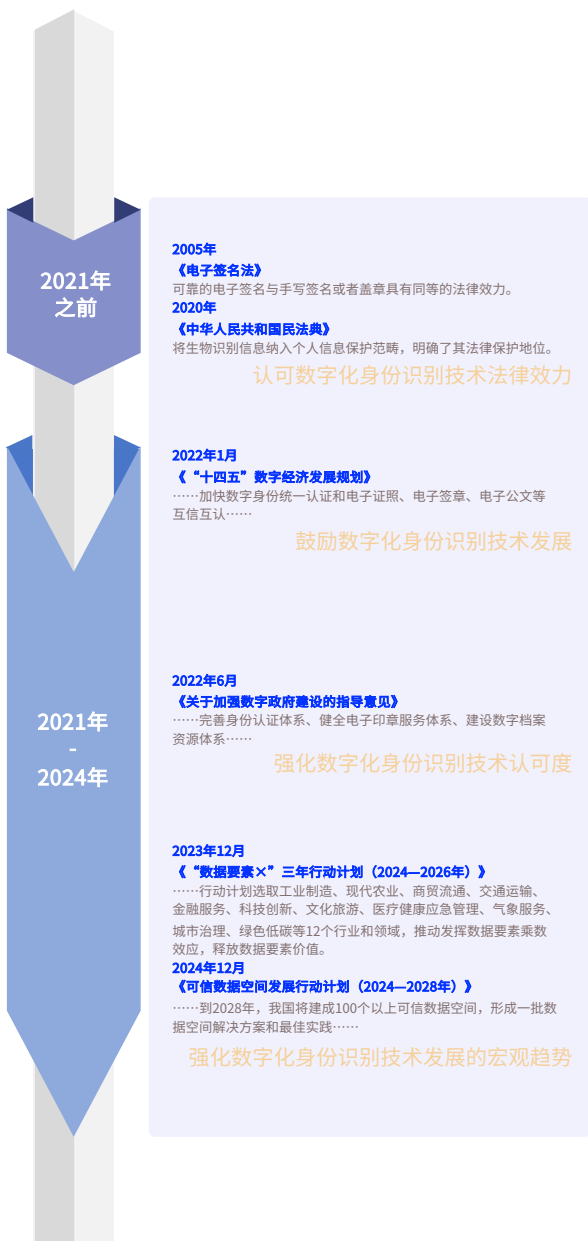 2021年
之前
2005年
《电子签名法》
可靠的电子签名与手写签名或者盖章具有同等的法律效力。
2020年
《中华人民共和国民法典》
将生物识别信息纳入个人信息保护范畴，明确了其法律保护地位。
认可数字化身份识别技术法律效力
2022年1月
《“十四五”数字经济发展规划》
……加快数字身份统一认证和电子证照、电子签章、电子公文等
互信互认……
鼓励数字化身份识别技术发展
2021年
-
2024年
2022年6月
《关于加强数字政府建设的指导意见》
……完善身份认证体系、健全电子印章服务体系、建设数字档案
资源体系……
强化数字化身份识别技术认可度
2023年12月
《“数据要素×”三年行动计划（2024—2026年）》
……行动计划选取工业制造、现代农业、商贸流通、交通运输、
金融服务、科技创新、文化旅游、医疗健康应急管理、气象服务、
城市治理、绿色低碳等12个行业和领域，推动发挥数据要素乘数
效应，释放数据要素价值。
2024年12月
《可信数据空间发展行动计划（2024—2028年）》
……到2028年，我国将建成100个以上可信数据空间，形成一批数
据空间解决方案和最佳实践……
强化数字化身份识别技术发展的宏观趋势